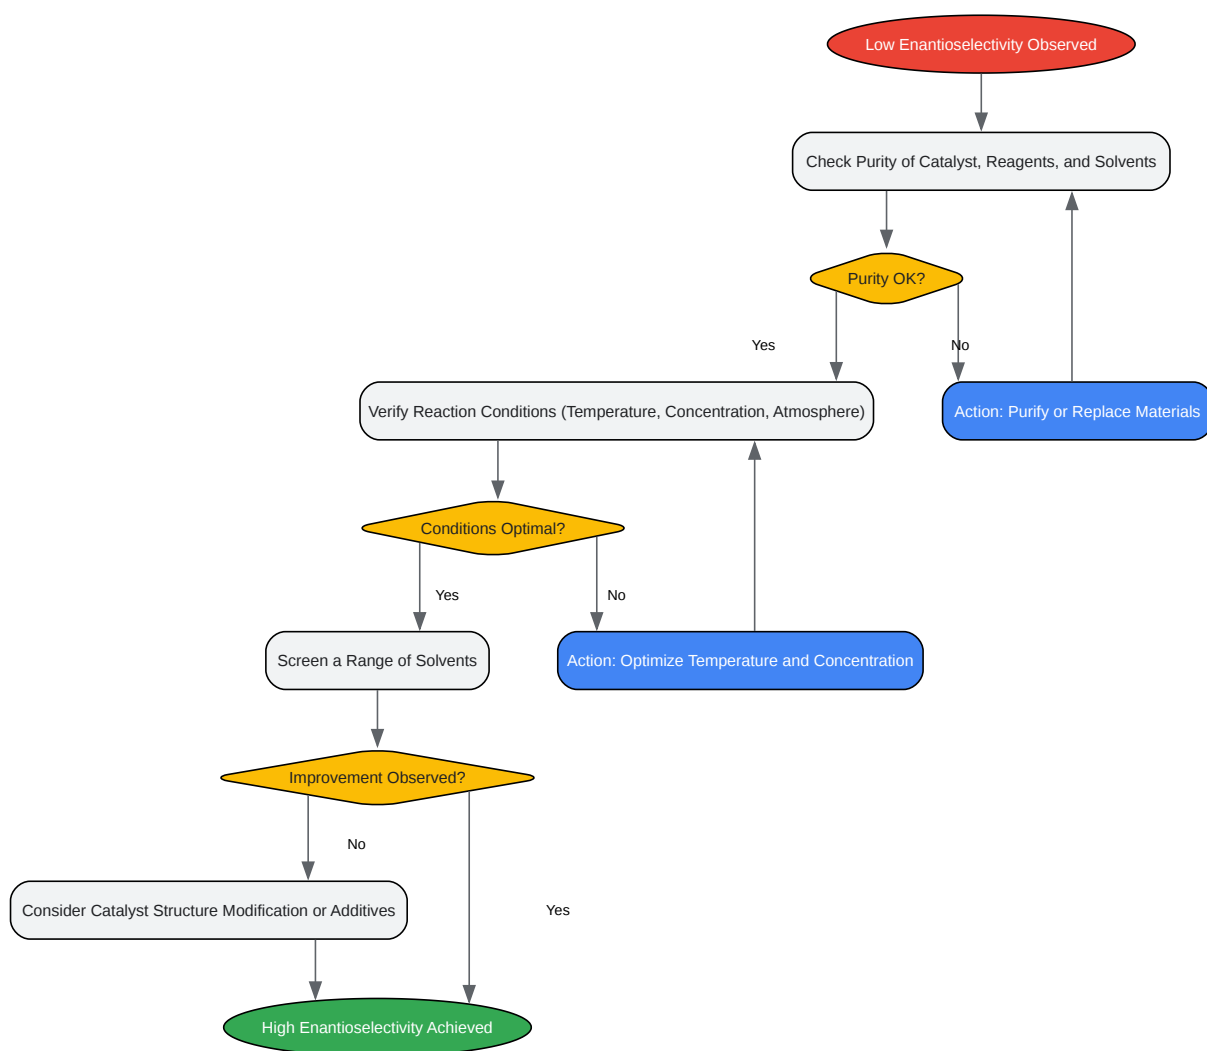 Low Enantioselectivity Observed
Check Purity of Catalyst, Reagents, and Solvents
Purity OK?
Yes
No
Verify Reaction Conditions (Temperature, Concentration, Atmosphere)
Action: Purify or Replace Materials
Conditions Optimal?
Yes
No
Screen a Range of Solvents
Action: Optimize Temperature and Concentration
Improvement Observed?
No
Consider Catalyst Structure Modification or Additives
Yes
High Enantioselectivity Achieved